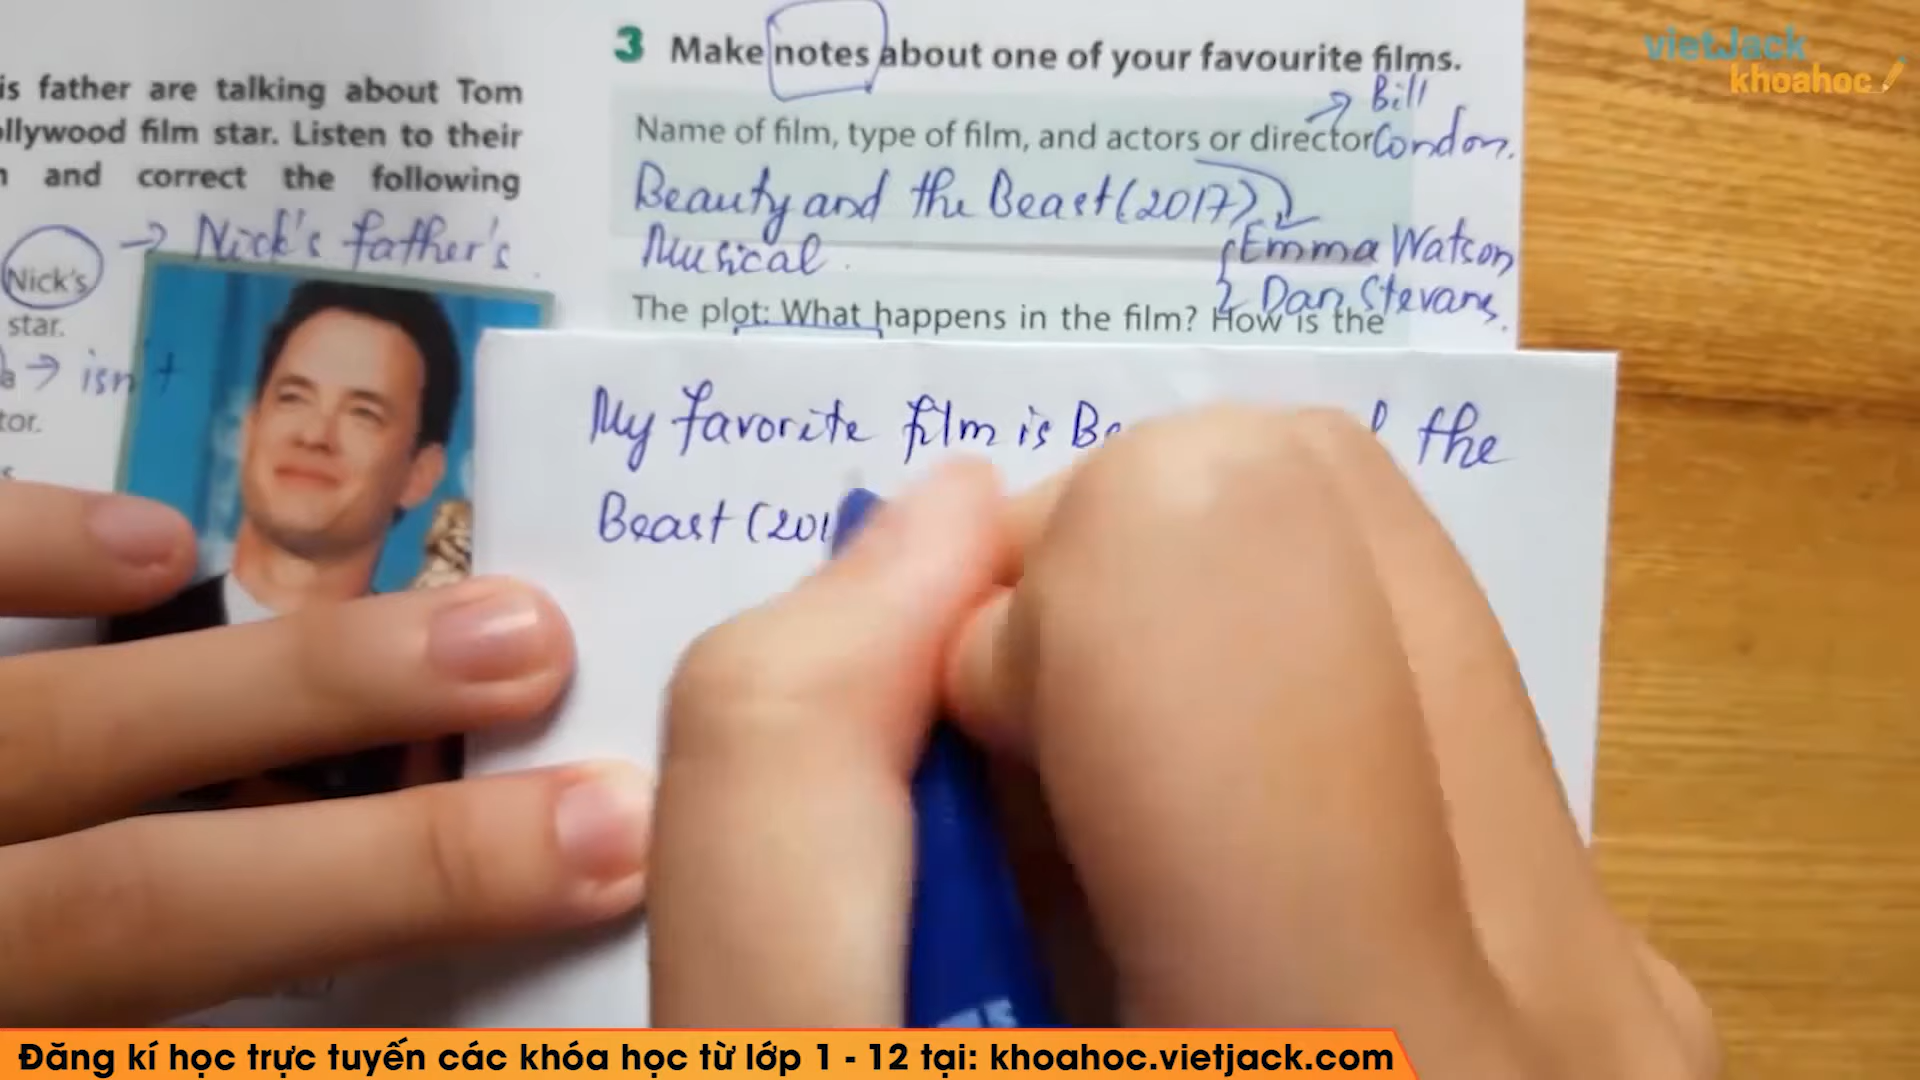 is father are talking about Tom
ollywood film star. Listen to their
and correct the following
Nick's → Nick's father's.
star.
→ isn't
tor.
3 Make notes about one of your favourite films.
Name of film, type of film, and actors or director
→ Bill
Condon.
Beauty and the Beast (2017)
Musical.
Emma Watson
Dan Stevans.
The plot: What happens in the film? How is the
My favorite film is the
Beast (201
vietJack
khoahoc
Đăng kí học trực tuyến các khóa học từ lớp 1 - 12 tại: khoahoc.vietjack.com